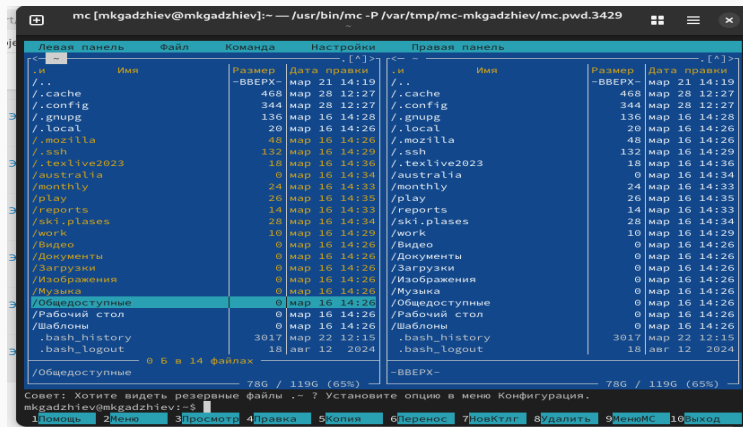 mc [mkgadzhiev@mkgadzhiev]:~ — /usr/bin/mc -P /var/tmp/mc-mkgadzhiev/mc.pwd.3429
~
Левая панель Файл Команда Настройки Правая панель
<- ~ .[^]> <- ~ .[^]>
.и Имя Размер Дата правки .и Имя Размер Дата правки
/.. -ВВЕРХ- мар 21 14:19 /.. -ВВЕРХ- мар 21 14:19
/.cache 468 мар 28 12:27 /.cache 468 мар 28 12:27
/.config 344 мар 28 12:27 /.config 344 мар 28 12:27
/.gnupg 136 мар 16 14:28 /.gnupg 136 мар 16 14:28
/.local 20 мар 16 14:26 /.local 20 мар 16 14:26
/.mozilla 48 мар 16 14:26 /.mozilla 48 мар 16 14:26
/.ssh 132 мар 16 14:29 /.ssh 132 мар 16 14:29
/.texlive2023 18 мар 16 14:36 /.texlive2023 18 мар 16 14:36
/australia 0 мар 16 14:34 /australia 0 мар 16 14:34
/monthly 24 мар 16 14:33 /monthly 24 мар 16 14:33
/play 26 мар 16 14:35 /play 26 мар 16 14:35
/reports 14 мар 16 14:33 /reports 14 мар 16 14:33
/ski.plases 28 мар 16 14:34 /ski.plases 28 мар 16 14:34
/work 10 мар 16 14:29 /work 10 мар 16 14:29
/Видео 0 мар 16 14:26 /Видео 0 мар 16 14:26
/Документы 0 мар 16 14:26 /Документы 0 мар 16 14:26
/Загрузки 0 мар 16 14:26 /Загрузки 0 мар 16 14:26
/Изображения 0 мар 16 14:26 /Изображения 0 мар 16 14:26
/Музыка 0 мар 16 14:26 /Музыка 0 мар 16 14:26
/Общедоступные 0 мар 16 14:26 /Общедоступные 0 мар 16 14:26
/Рабочий стол 0 мар 16 14:26 /Рабочий стол 0 мар 16 14:26
/Шаблоны 0 мар 16 14:26 /Шаблоны 0 мар 16 14:26
.bash_history 3017 мар 22 12:15 .bash_history 3017 мар 22 12:15
.bash_logout 18 авг 12 2024 .bash_logout 18 авг 12 2024
0 Б в 14 файлах
/Общедоступные -ВВЕРХ-
78G / 119G (65%) 78G / 119G (65%)
Совет: Хотите видеть резервные файлы .~ ? Установите опцию в меню Конфигурация.
mkgadzhiev@mkgadzhiev:~$
1Помощь 2Меню 3Просмотр 4Правка 5Копия 6Перенос 7НовКтлг 8Удалить 9МенюMC 10Выход